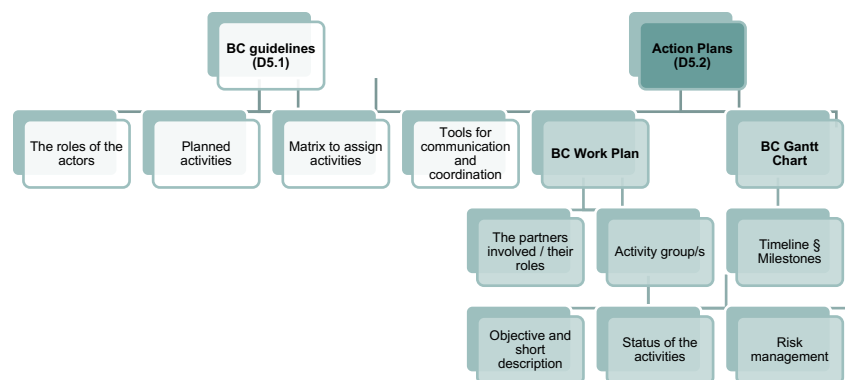 BC guidelines
(D5.1)
Action Plans
(D5.2)
The roles of the
actors
Planned
activities
Matrix to assign
activities
Tools for
communication
and
coordination
BC Work Plan
BC Gantt
Chart
The partners
involved / their
roles
Activity group/s
Timeline §
Milestones
Objective and
short
description
Status of the
activities
Risk
management